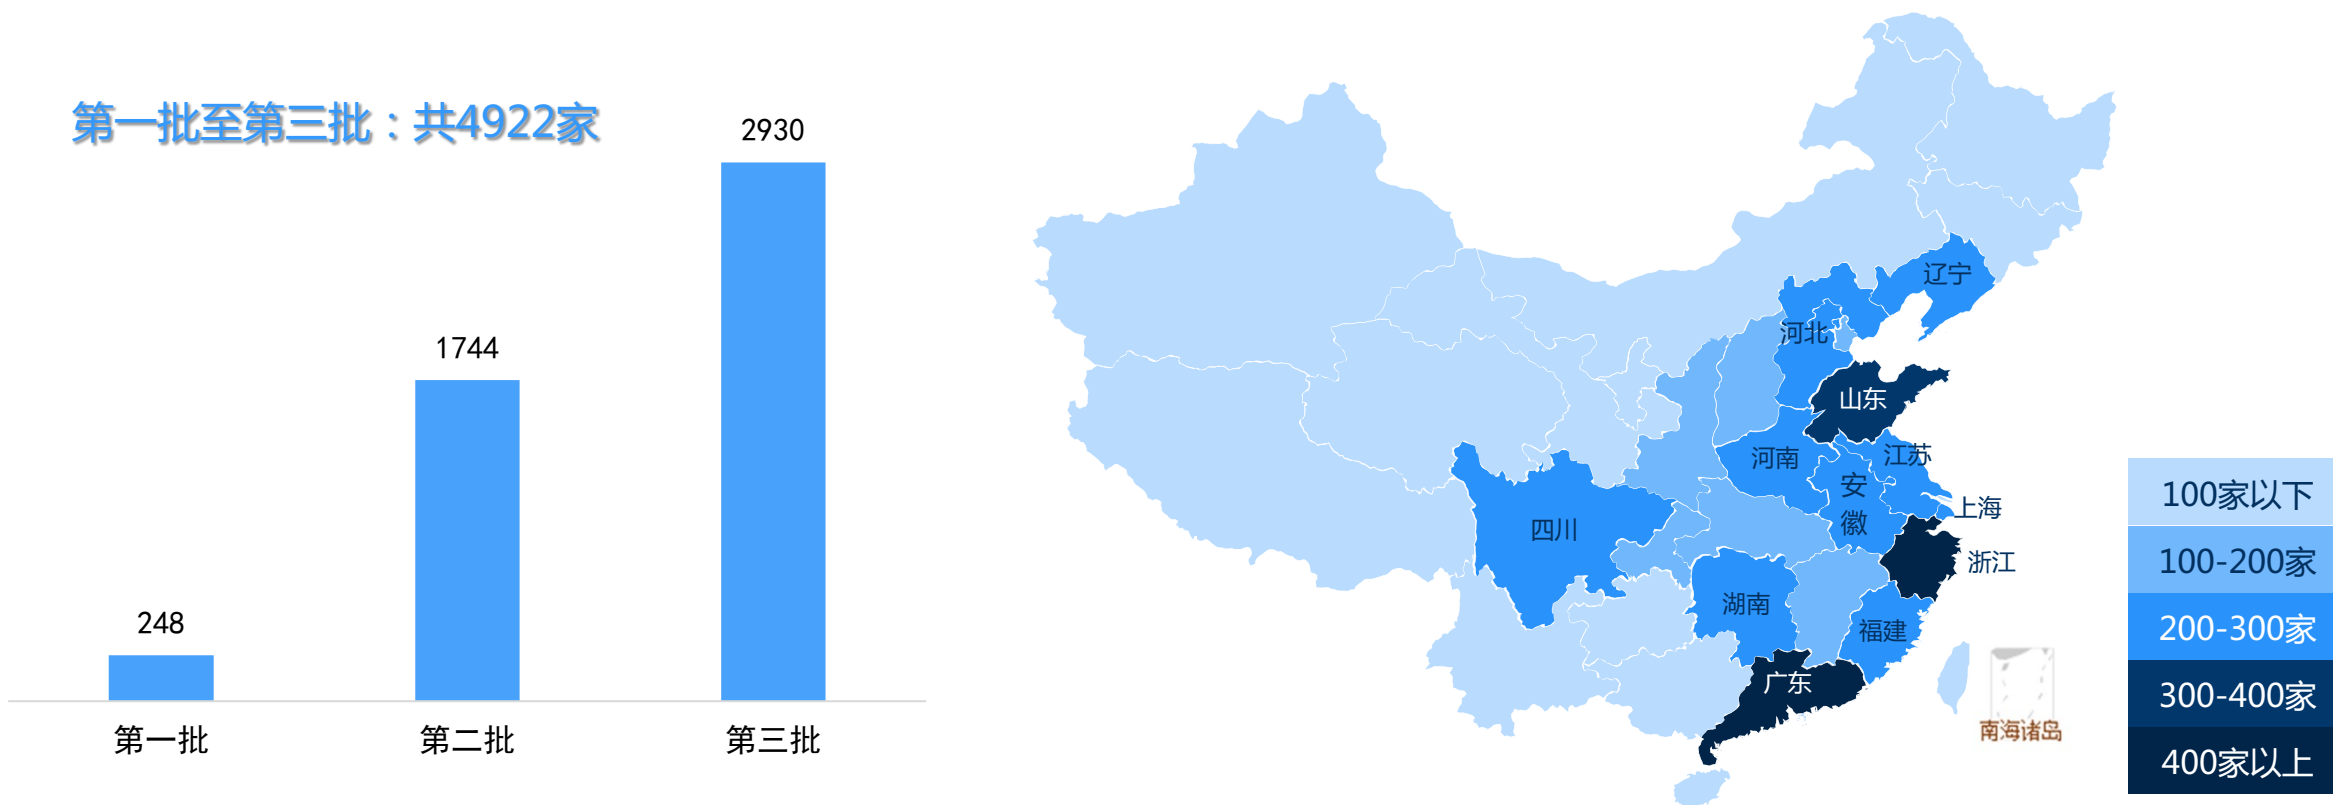 第一批至第三批：共4922家
2930
1744
248
第一批
第二批
第三批
辽宁
河北
山东
河南
江苏
安
徽
上海
四川
浙江
湖南
福建
广东
南海诸岛
100家以下
100-200家
200-300家
300-400家
400家以上